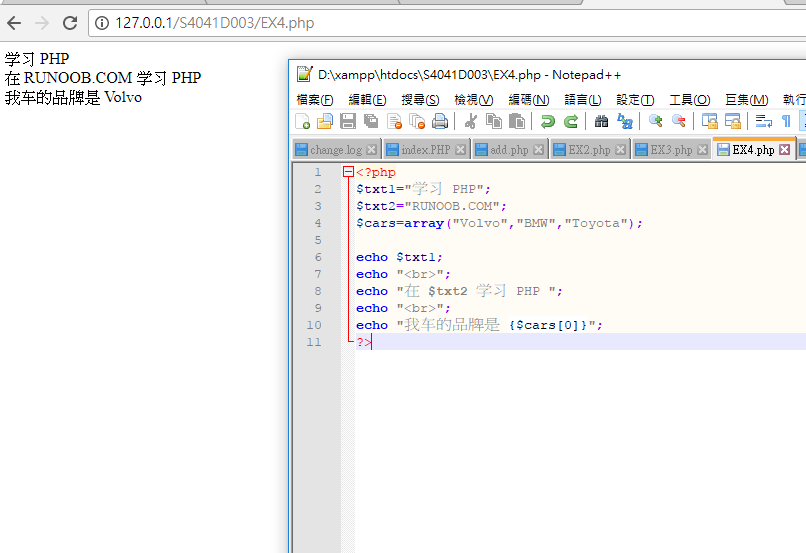 127.0.0.1/S4041D003/EX4.php
学习 PHP
在 RUNOOB.COM 学习 PHP
我车的品牌是 Volvo
D:\xampp\htdocs\S4041D003\EX4.php - Notepad++
檔案(F) 編輯(E) 搜尋(S) 檢視(V) 編碼(N) 語言(L) 設定(T) 工具(O) 巨集(M) 執行
change.log index.PHP add.php EX2.php EX3.php EX4.php
1 <?php
2 $txt1="学习 PHP";
3 $txt2="RUNOOB.COM";
4 $cars=array("Volvo","BMW","Toyota");
5
6 echo $txt1;
7 echo "<br>";
8 echo "在 $txt2 学习 PHP ";
9 echo "<br>";
10 echo "我车的品牌是 {$cars[0]}";
11 ?>